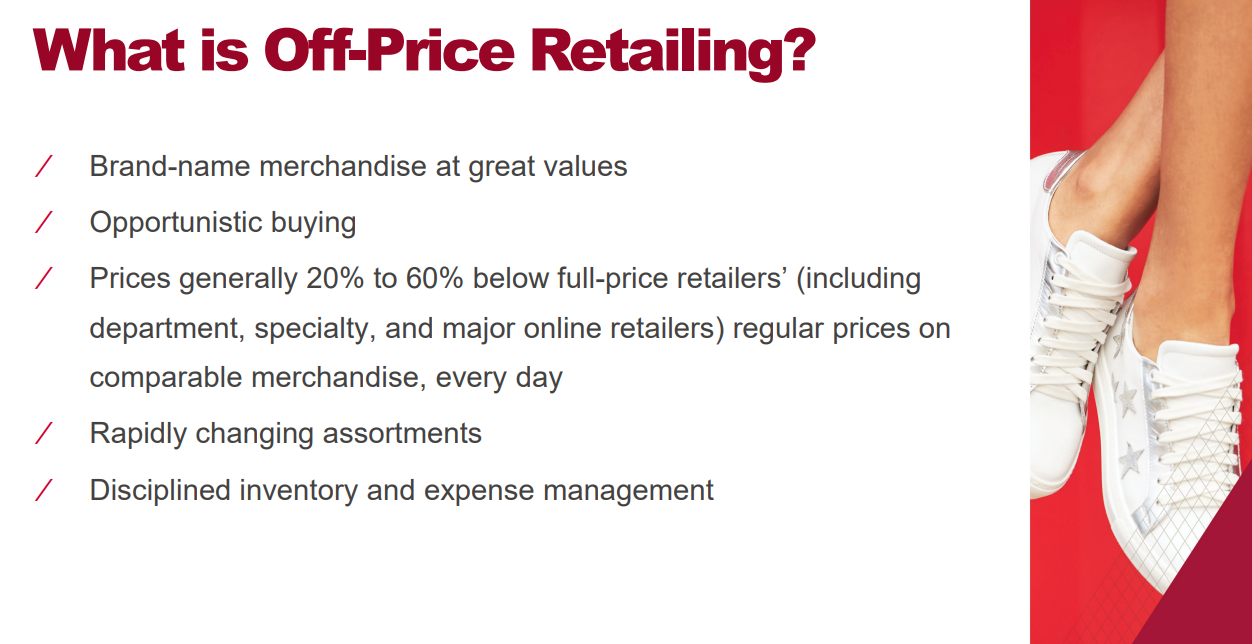 What is Off-Price Retailing?
/ Brand-name merchandise at great values
/ Opportunistic buying
/ Prices generally 20% to 60% below full-price retailers’ (including
department, specialty, and major online retailers) regular prices on
comparable merchandise, every day
/ Rapidly changing assortments
/ Disciplined inventory and expense management